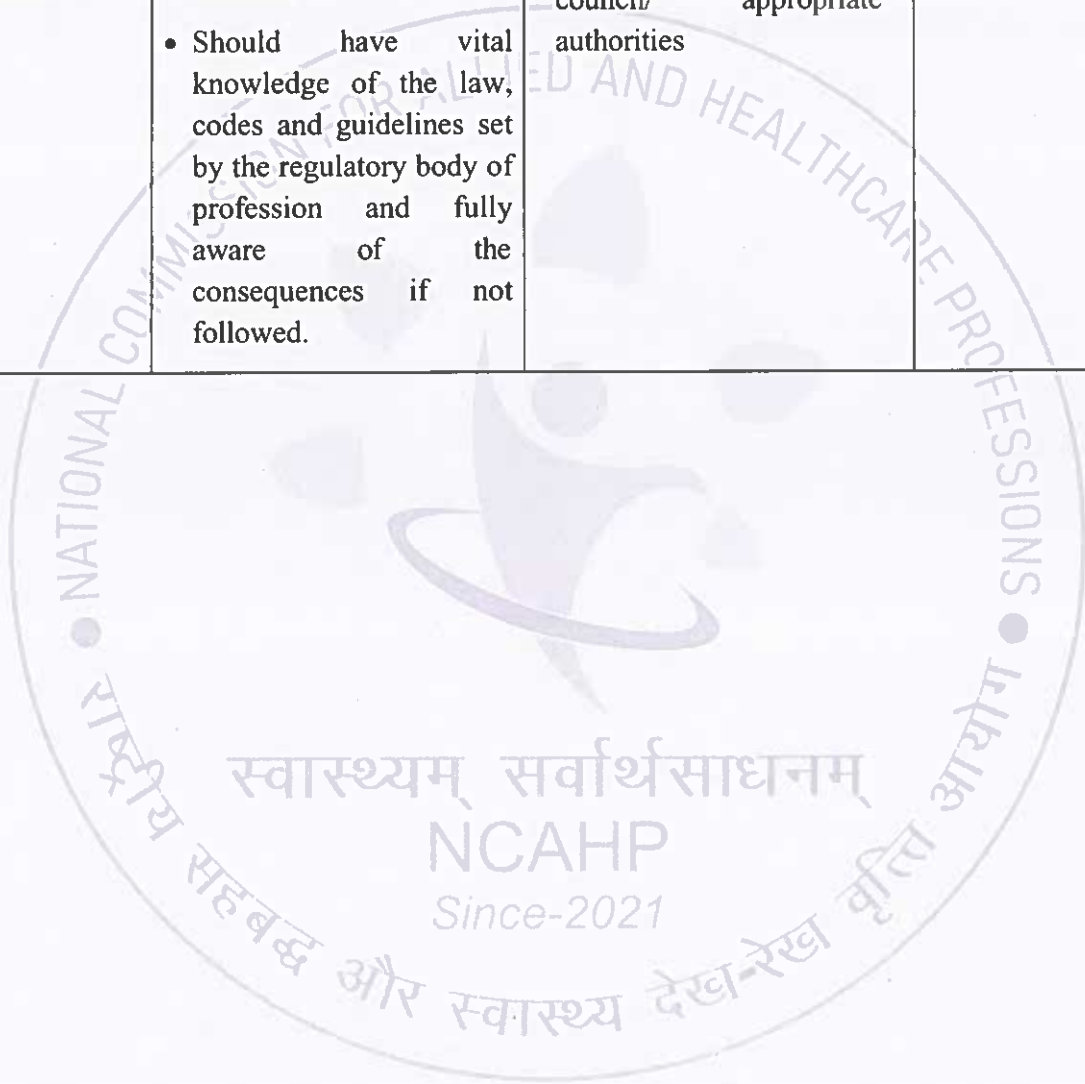 • Should have vital
knowledge of the law,
codes and guidelines set
by the regulatory body of
profession and fully
aware of the
consequences if not
followed.
council/ appropriate
authorities
NATIONAL COMMISSION FOR ALLIED AND HEALTHCARE PROFESSIONS
स्वास्थ्यम् सर्वार्थसाधनम्
NCAHP
Since-2021
राष्ट्रीय सहबद्ध और स्वास्थ्य देख-रेख वृत्ति आयोग